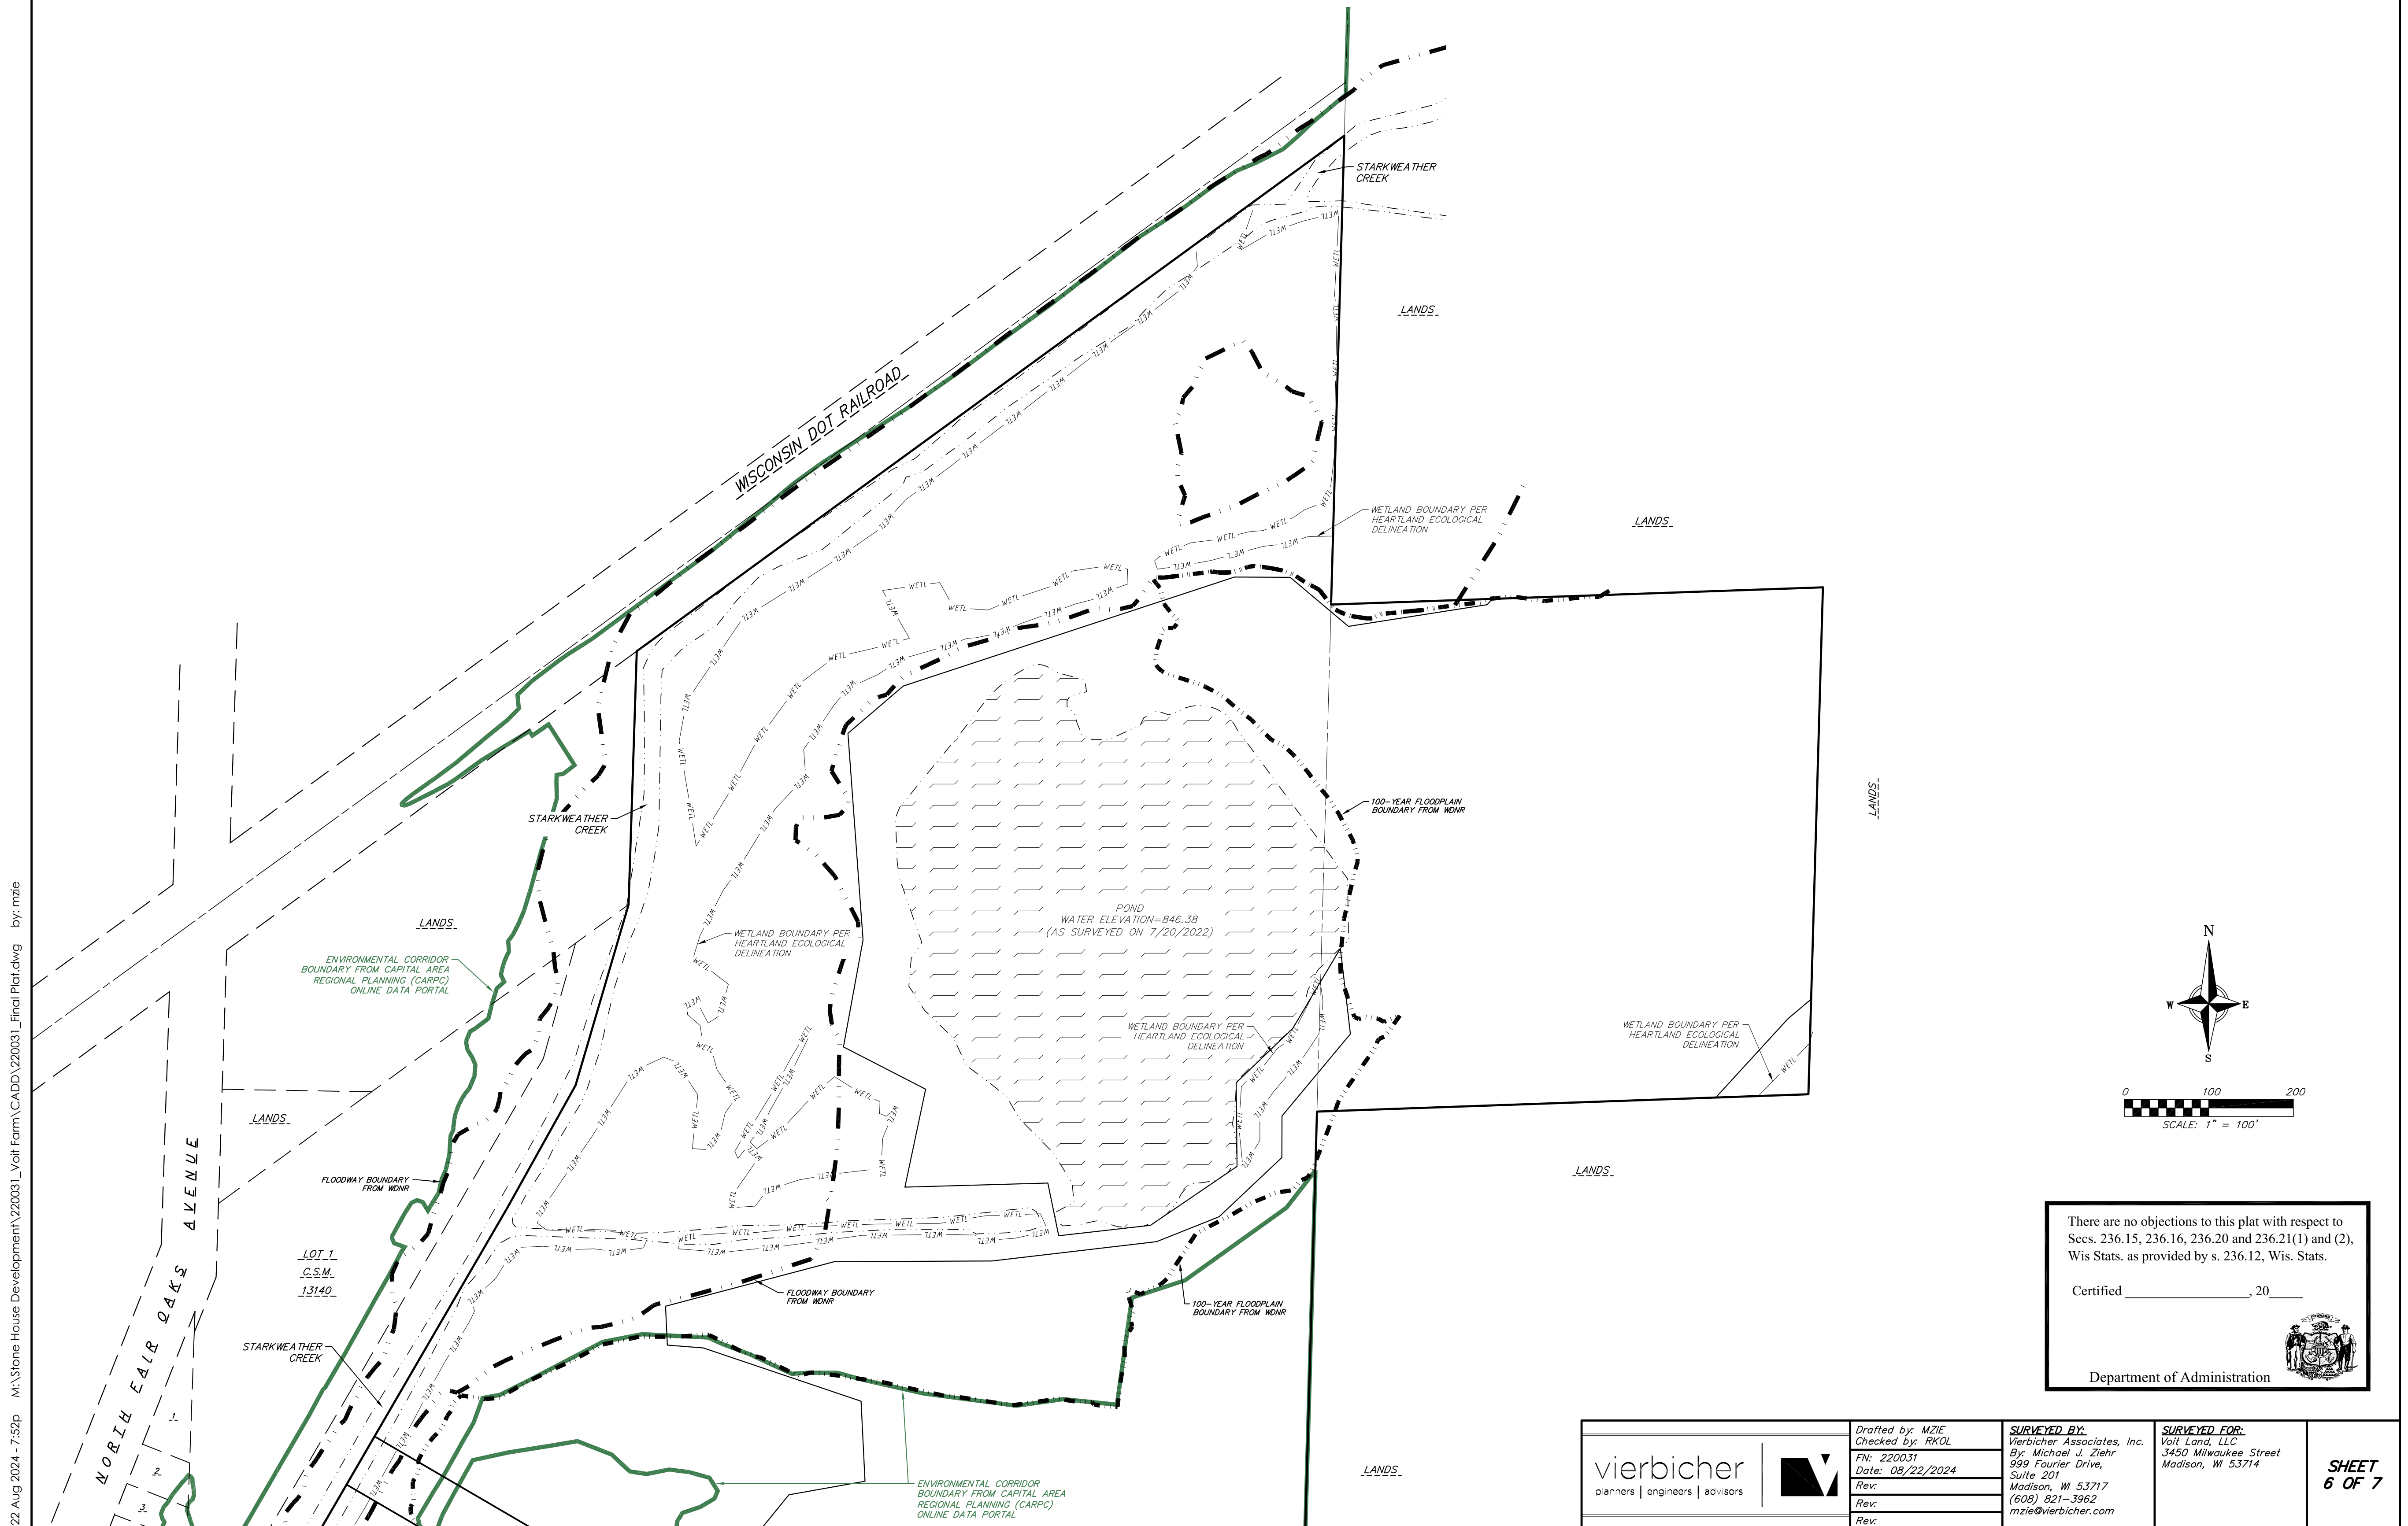 STARKWEATHER
CREEK
LANDS
WISCONSIN DOT RAILROAD
WETLAND BOUNDARY PER
HEARTLAND ECOLOGICAL
DELINEATION
LANDS
STARKWEATHER
CREEK
100-YEAR FLOODPLAIN
BOUNDARY FROM WDNR
LANDS
LANDS
ENVIRONMENTAL CORRIDOR
BOUNDARY FROM CAPITAL AREA
REGIONAL PLANNING (CARPC)
ONLINE DATA PORTAL
WETLAND BOUNDARY PER
HEARTLAND ECOLOGICAL
DELINEATION
POND
WATER ELEVATION=846.38
(AS SURVEYED ON 7/20/2022)
WETLAND BOUNDARY PER
HEARTLAND ECOLOGICAL
DELINEATION
WETLAND BOUNDARY PER
HEARTLAND ECOLOGICAL
DELINEATION
N
W E
S
0 100 200
SCALE: 1" = 100'
LANDS
LANDS
FLOODWAY BOUNDARY
FROM WDNR
LOT 1
C.S.M.
13140
NORTH FAIR OAKS AVENUE
STARKWEATHER
CREEK
1
2
3
FLOODWAY BOUNDARY
FROM WDNR
100-YEAR FLOODPLAIN
BOUNDARY FROM WDNR
ENVIRONMENTAL CORRIDOR
BOUNDARY FROM CAPITAL AREA
REGIONAL PLANNING (CARPC)
ONLINE DATA PORTAL
LANDS
WETL
There are no objections to this plat with respect to
Secs. 236.15, 236.16, 236.20 and 236.21(1) and (2),
Wis Stats. as provided by s. 236.12, Wis. Stats.
Certified __________________, 20_____
Department of Administration
vierbicher
planners | engineers | advisors
Drafted by: MZIE
Checked by: RKOL
FN: 220031
Date: 08/22/2024
Rev:
Rev:
Rev:
SURVEYED BY:
Vierbicher Associates, Inc.
By: Michael J. Ziehr
999 Fourier Drive,
Suite 201
Madison, WI 53717
(608) 821-3962
mzie@vierbicher.com
SURVEYED FOR:
Voit Land, LLC
3450 Milwaukee Street
Madison, WI 53714
SHEET
6 OF 7
22 Aug 2024 - 7:52p M:\Stone House Development\220031_Voit Farm\CADD\220031_Final Plat.dwg by: mzie